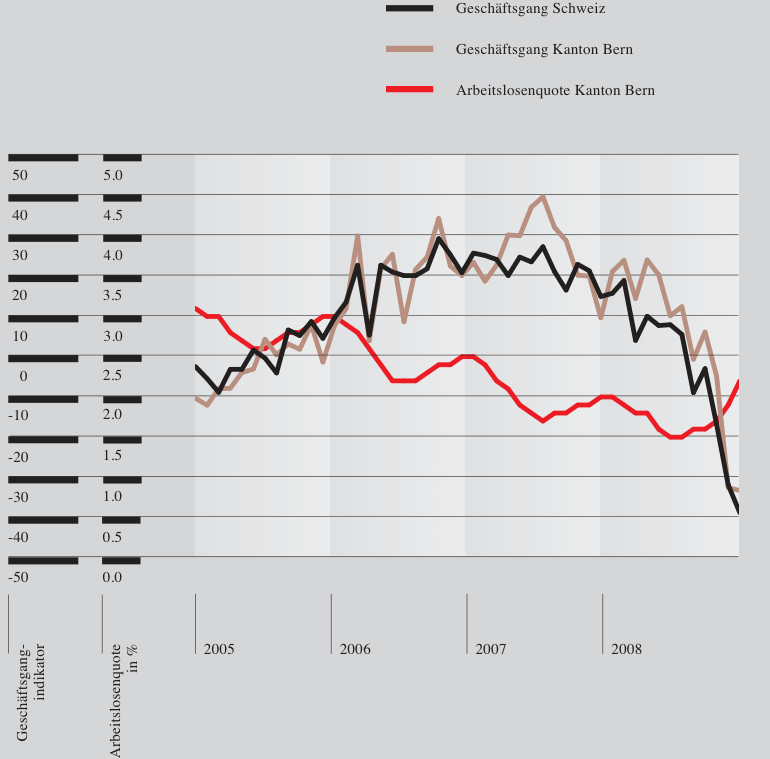 Geschäftsgang Schweiz
Geschäftsgang Kanton Bern
Arbeitslosenquote Kanton Bern
50 5.0
40 4.5
30 4.0
20 3.5
10 3.0
0 2.5
-10 2.0
-20 1.5
-30 1.0
-40 0.5
-50 0.0
2005 2006 2007 2008
Geschäftsgang-
indikator
Arbeitslosenquote
in %